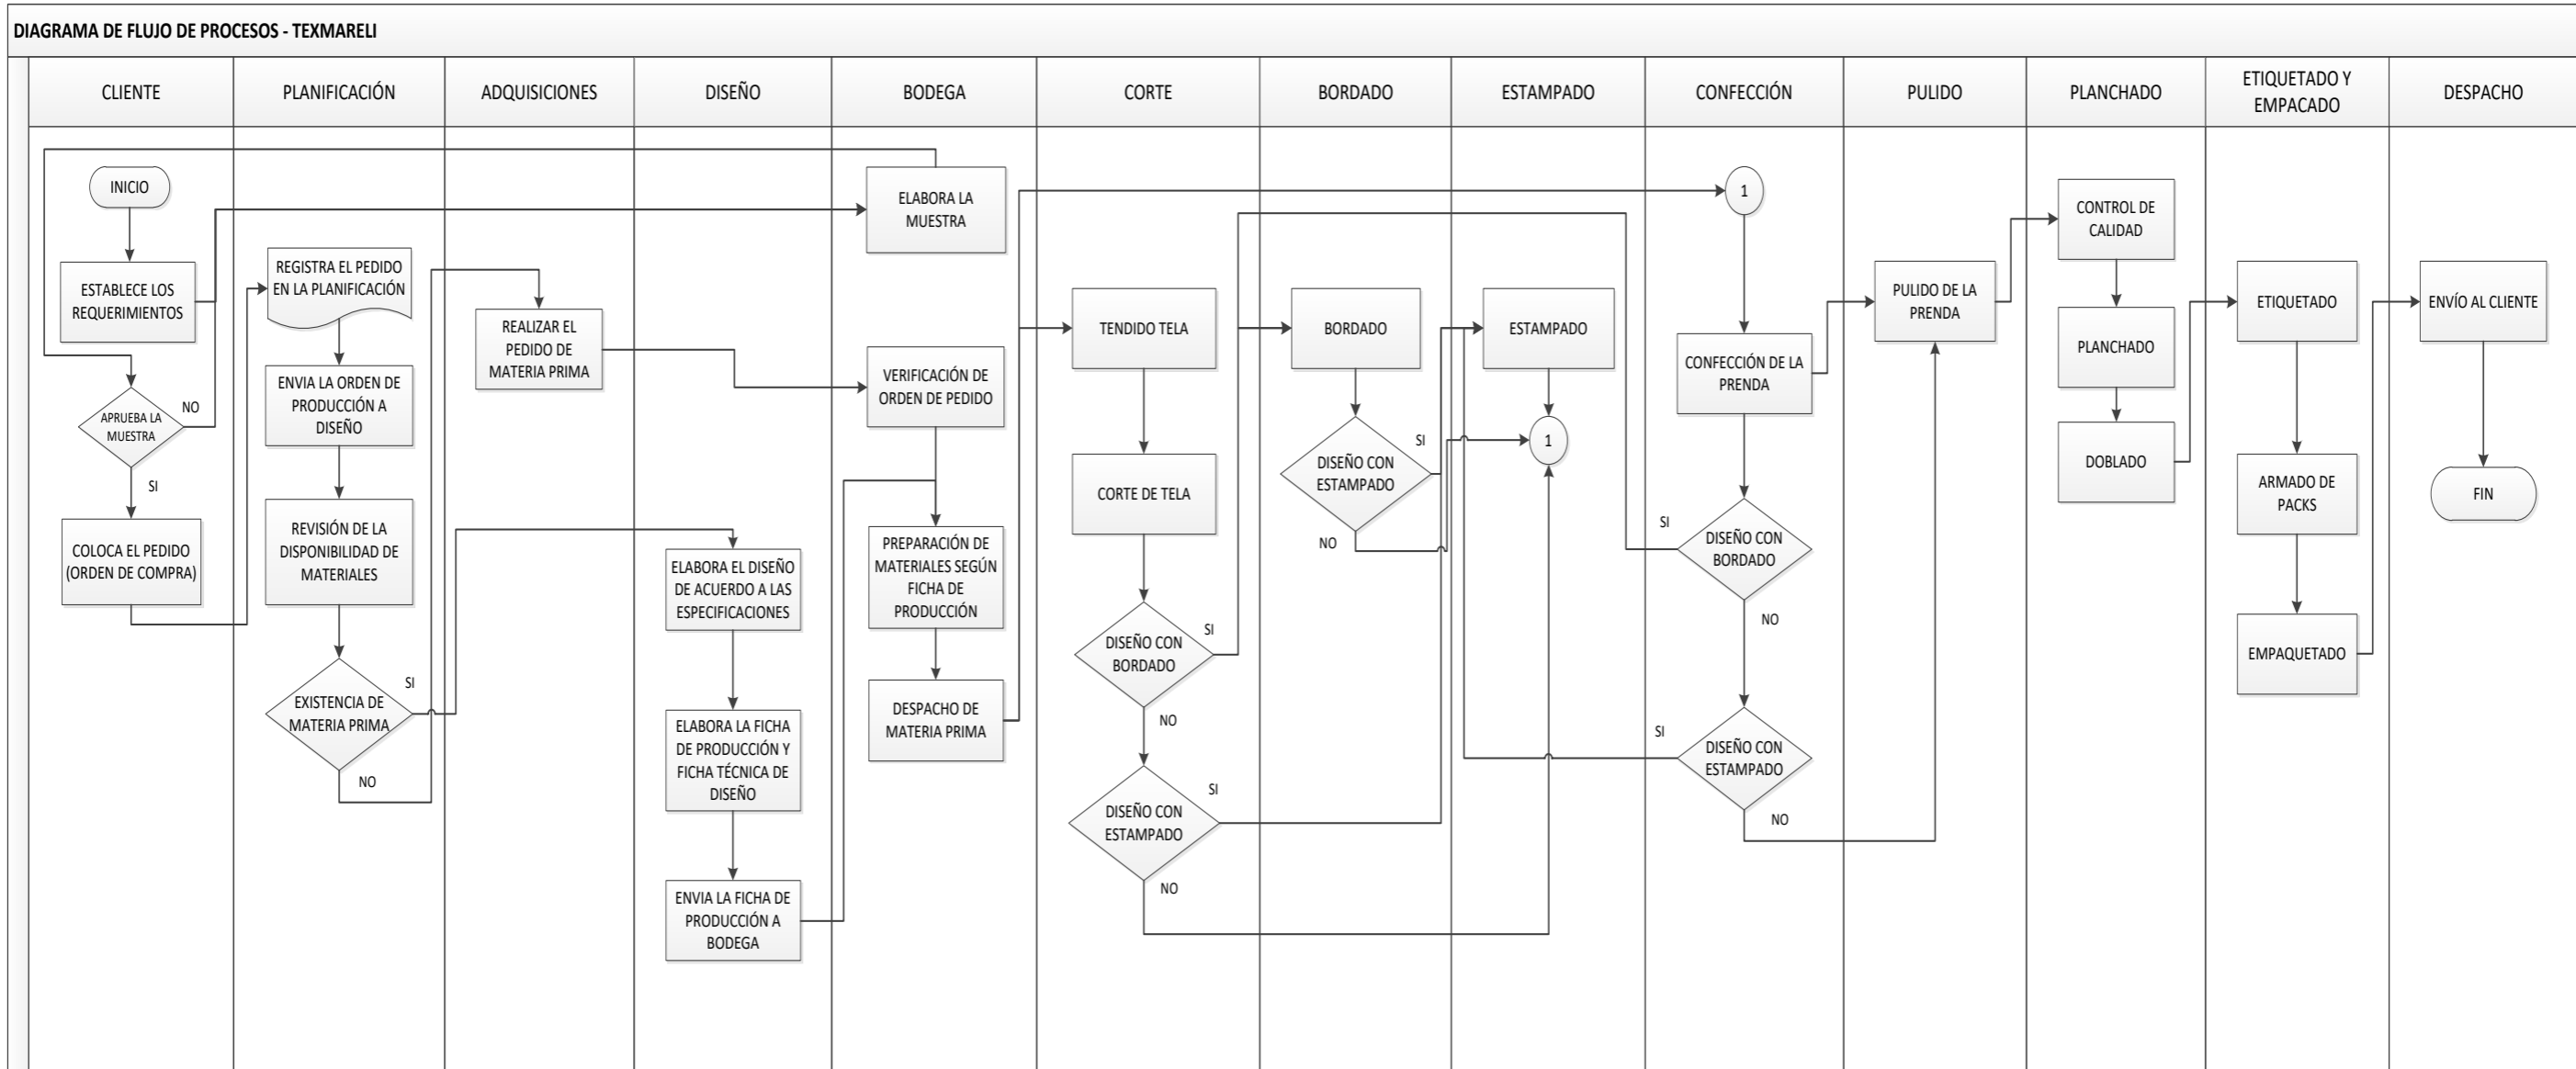 DIAGRAMA DE FLUJO DE PROCESOS - TEXMARELI
CLIENTE
PLANIFICACIÓN
ADQUISICIONES
DISEÑO
BODEGA
CORTE
BORDADO
ESTAMPADO
CONFECCIÓN
PULIDO
PLANCHADO
ETIQUETADO Y
EMPACADO
DESPACHO
INICIO
ESTABLECE LOS
REQUERIMIENTOS
APRUEBA LA
MUESTRA
NO
SI
COLOCA EL PEDIDO
(ORDEN DE COMPRA)
REGISTRA EL PEDIDO
EN LA PLANIFICACIÓN
ENVIA LA ORDEN DE
PRODUCCIÓN A
DISEÑO
REVISIÓN DE LA
DISPONIBILIDAD DE
MATERIALES
EXISTENCIA DE
MATERIA PRIMA
SI
NO
REALIZAR EL
PEDIDO DE
MATERIA PRIMA
ELABORA EL DISEÑO
DE ACUERDO A LAS
ESPECIFICACIONES
ELABORA LA FICHA
DE PRODUCCIÓN Y
FICHA TÉCNICA DE
DISEÑO
ENVIA LA FICHA DE
PRODUCCIÓN A
BODEGA
ELABORA LA
MUESTRA
VERIFICACIÓN DE
ORDEN DE PEDIDO
PREPARACIÓN DE
MATERIALES SEGÚN
FICHA DE
PRODUCCIÓN
DESPACHO DE
MATERIA PRIMA
TENDIDO TELA
CORTE DE TELA
DISEÑO CON
BORDADO
SI
NO
DISEÑO CON
ESTAMPADO
SI
NO
BORDADO
DISEÑO CON
ESTAMPADO
SI
NO
ESTAMPADO
1
1
CONFECCIÓN DE LA
PRENDA
DISEÑO CON
BORDADO
SI
NO
DISEÑO CON
ESTAMPADO
SI
NO
PULIDO DE LA
PRENDA
CONTROL DE
CALIDAD
PLANCHADO
DOBLADO
ETIQUETADO
ARMADO DE
PACKS
EMPAQUETADO
ENVÍO AL CLIENTE
FIN